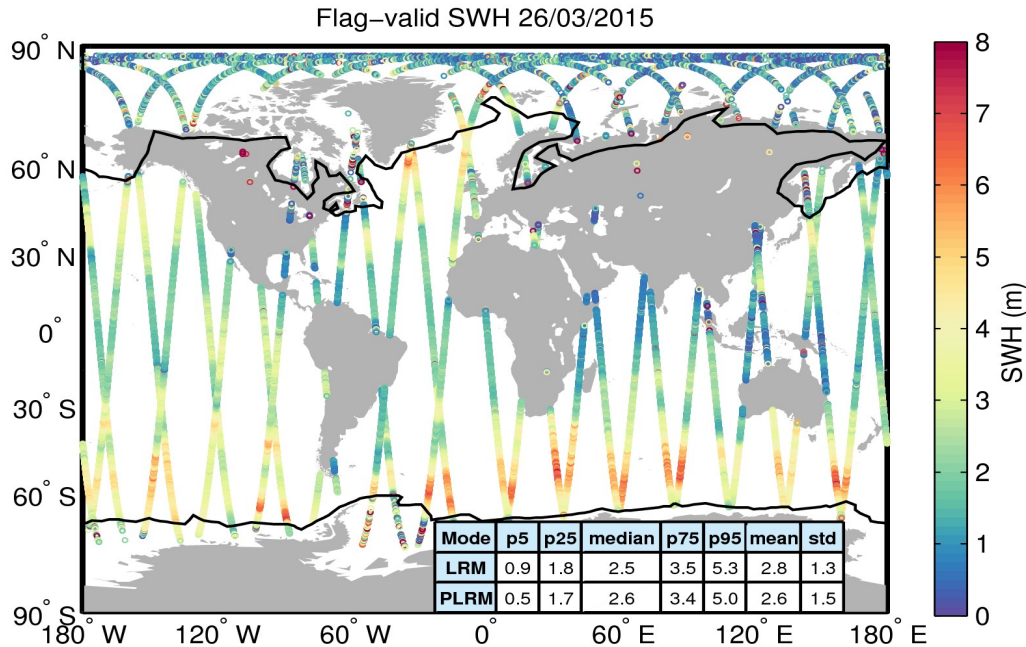 Flag−valid SWH 26/03/2015
90° N
60° N
30° N
0°
30° S
60° S
90° S
180° W
120° W
60° W
0°
60° E
120° E
180° E
Mode p5 p25 median p75 p95 mean std
LRM 0.9 1.8 2.5 3.5 5.3 2.8 1.3
PLRM 0.5 1.7 2.6 3.4 5.0 2.6 1.5
8
7
6
5
4
3
2
1
0
SWH (m)